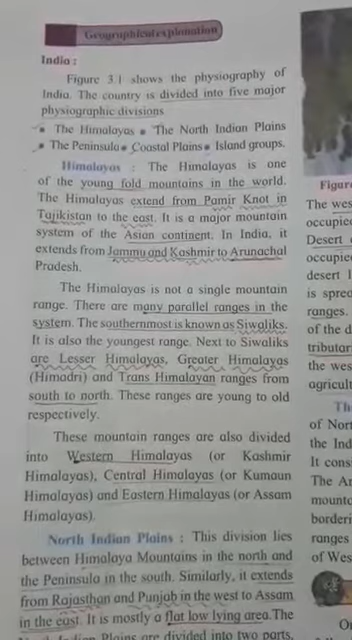 Geographical explanation
India :
Figure 3.1 shows the physiography of
India. The country is divided into five major
physiographic divisions
• The Himalayas • The North Indian Plains
• The Peninsula • Coastal Plains • Island groups.
Himalayas : The Himalayas is one
of the young fold mountains in the world.
The Himalayas extend from Pamir Knot in
Tajikistan to the east. It is a major mountain
system of the Asian continent. In India, it
extends from Jammu and Kashmir to Arunachal
Pradesh.
The Himalayas is not a single mountain
range. There are many parallel ranges in the
system. The southernmost is known as Siwaliks.
It is also the youngest range. Next to Siwaliks
are Lesser Himalayas, Greater Himalayas
(Himadri) and Trans Himalayan ranges from
south to north. These ranges are young to old
respectively.
These mountain ranges are also divided
into Western Himalayas (or Kashmir
Himalayas), Central Himalayas (or Kumaun
Himalayas) and Eastern Himalayas (or Assam
Himalayas).
North Indian Plains : This division lies
between Himalaya Mountains in the north and
the Peninsula in the south. Similarly, it extends
from Rajasthan and Punjab in the west to Assam
in the east. It is mostly a flat low lying area. The
North Indian Plains are divided into two parts
Figure
The wes
occupie
Desert
occupie
desert
is sprea
ranges.
of the d
tributar
the wes
agricult
Th
of Nor
the Ind
It cons
The Ar
mounta
borderi
ranges
of Wes